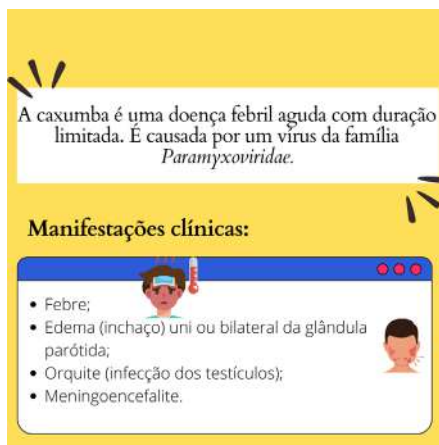 A caxumba é uma doença febril aguda com duração
limitada. É causada por um vírus da família
Paramyxoviridae.
Manifestações clínicas:
• Febre;
• Edema (inchaço) uni ou bilateral da glândula
parótida;
• Orquite (infecção dos testículos);
• Meningoencefalite.